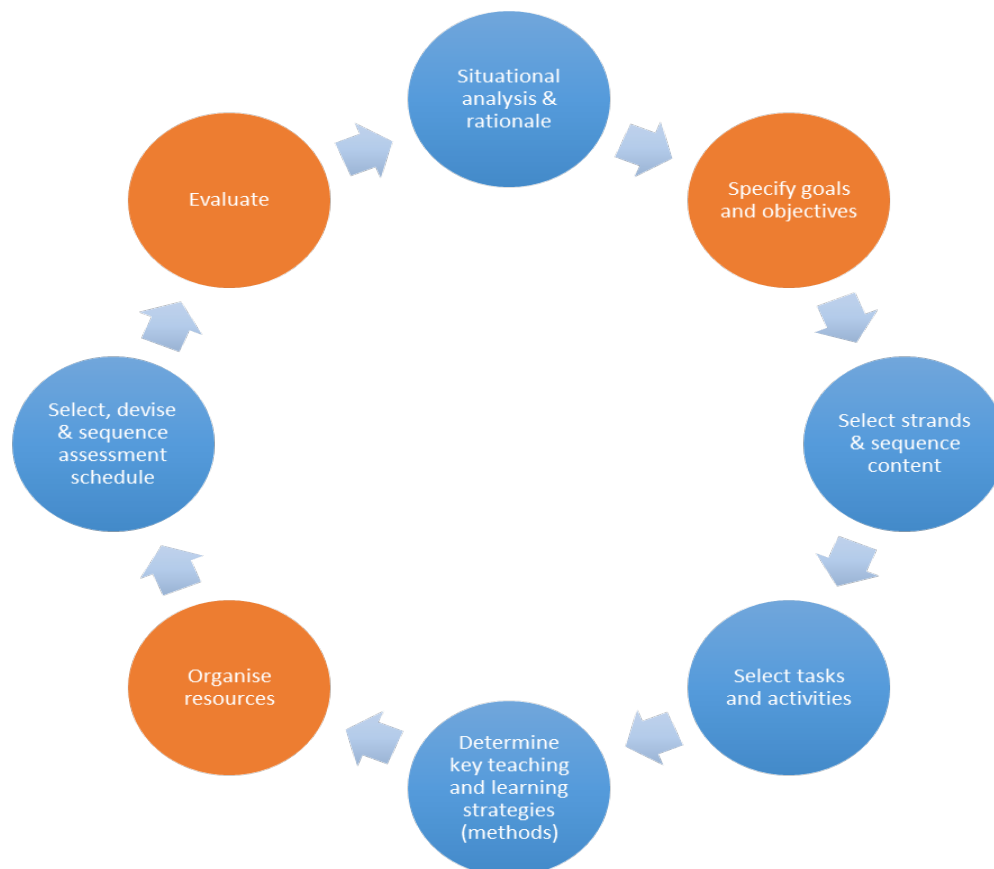 Situational
analysis &
rationale
Specify goals
and objectives
Select strands
& sequence
content
Select tasks
and activities
Determine
key teaching
and learning
strategies
(methods)
Organise
resources
Select, devise
& sequence
assessment
schedule
Evaluate